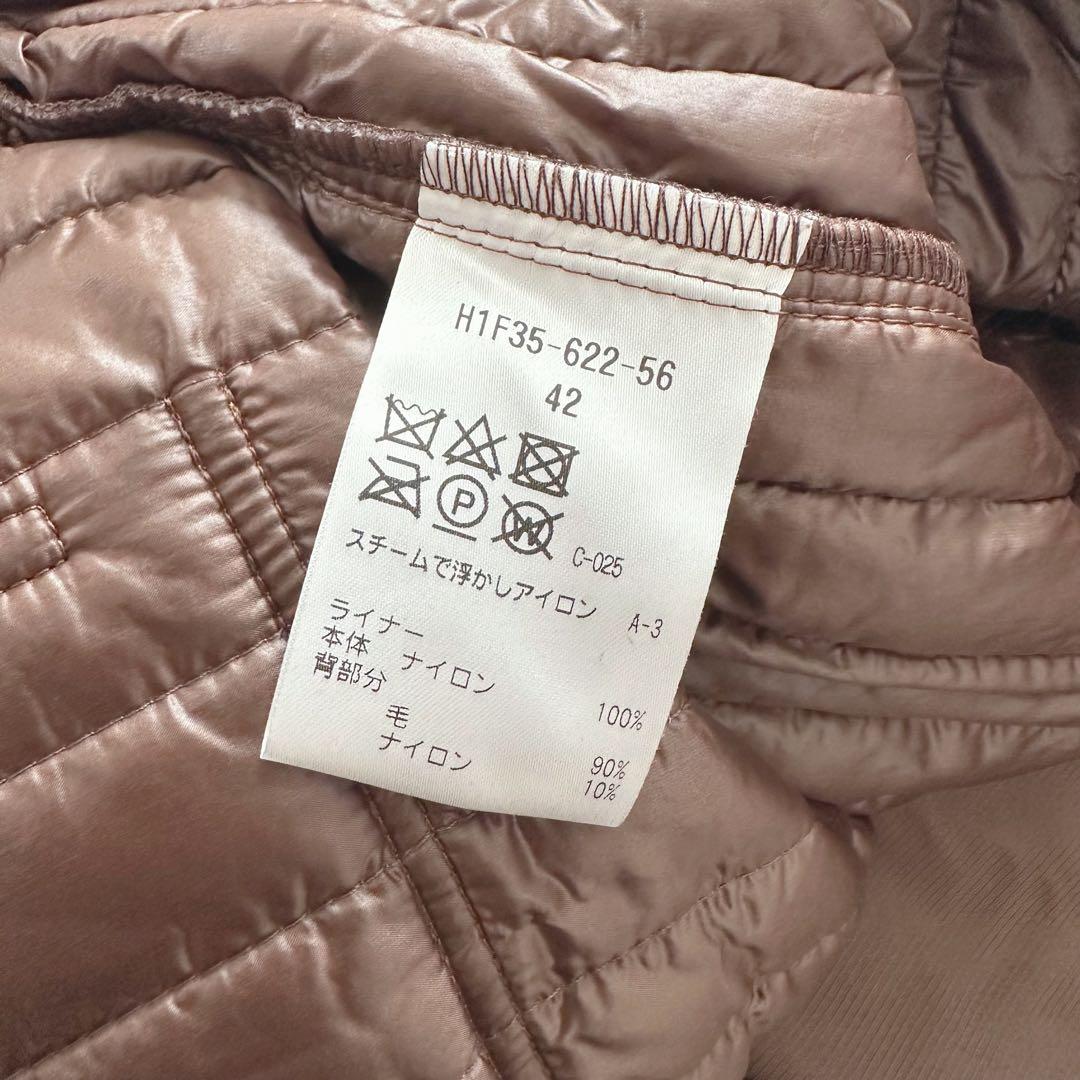 H1F35-622-56
42
P W C-025
スチームで浮かしアイロン A-3
ライナー
本体 ナイロン 100%
背部分
毛 90%
ナイロン 10%